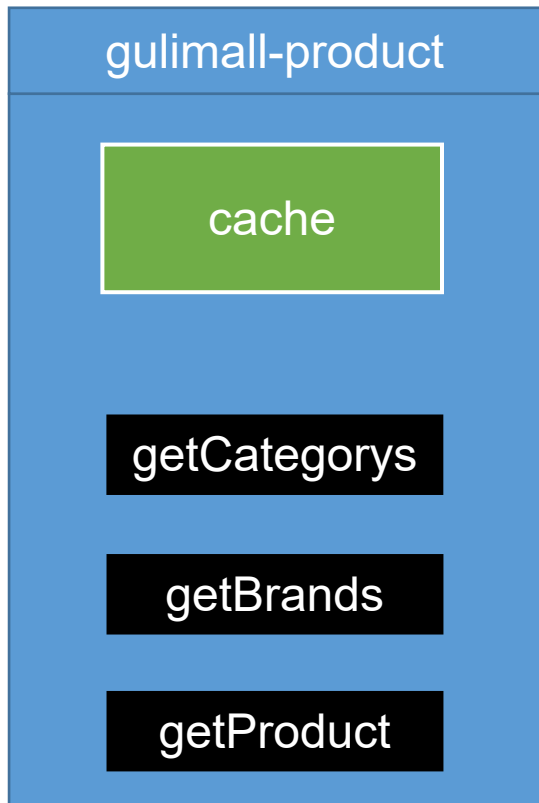 gulimall-product
cache
getCategorys
getBrands
getProduct